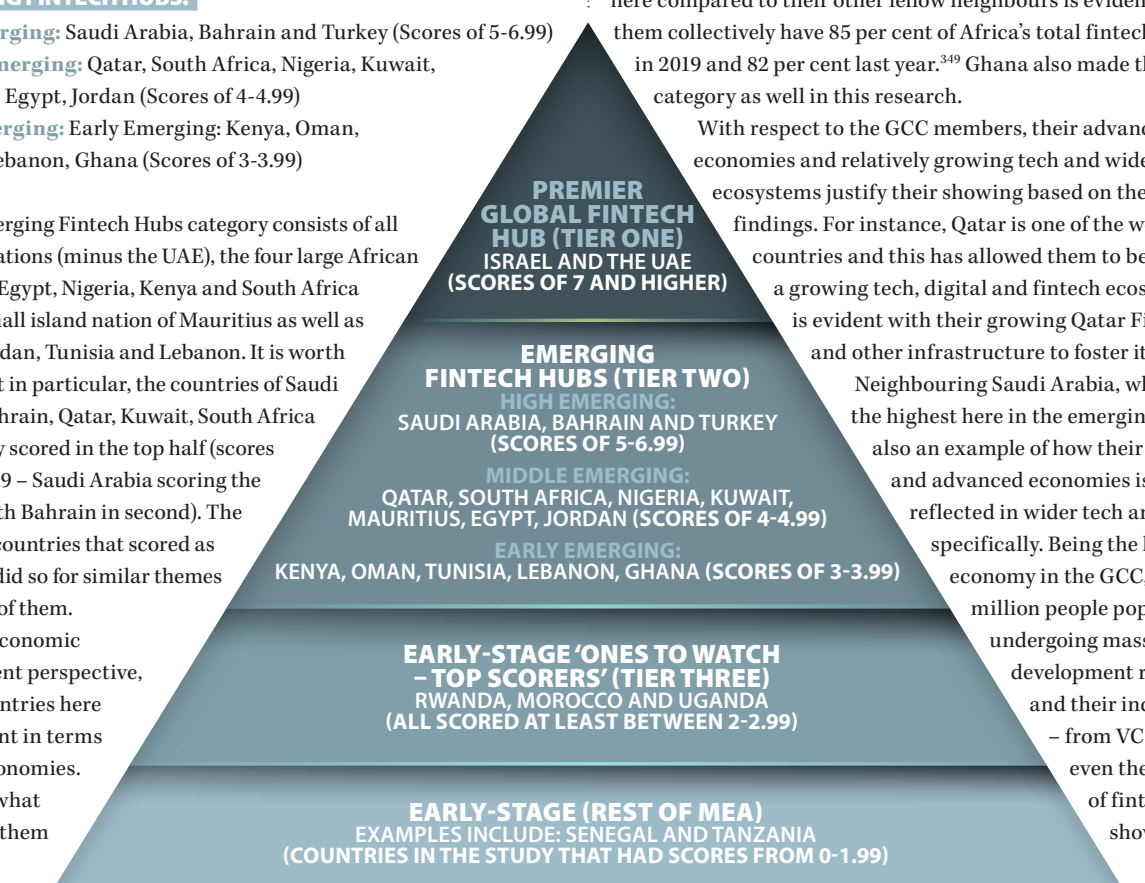 rging: Saudi Arabia, Bahrain and Turkey (Scores of 5-6.99)
merging: Qatar, South Africa, Nigeria, Kuwait,
Egypt, Jordan (Scores of 4-4.99)
erging: Early Emerging: Kenya, Oman,
ebanon, Ghana (Scores of 3-3.99)
erging Fintech Hubs category consists of all
ations (minus the UAE), the four large African
Egypt, Nigeria, Kenya and South Africa
all island nation of Mauritius as well as
dan, Tunisia and Lebanon. It is worth
t in particular, the countries of Saudi
hrain, Qatar, Kuwait, South Africa
y scored in the top half (scores
9 – Saudi Arabia scoring the
th Bahrain in second). The
countries that scored as
did so for similar themes
of them.
conomic
ent perspective,
ntries here
nt in terms
onomies.
what
them
PREMIER
GLOBAL FINTECH
HUB (TIER ONE)
ISRAEL AND THE UAE
(SCORES OF 7 AND HIGHER)
EMERGING
FINTECH HUBS (TIER TWO)
HIGH EMERGING:
SAUDI ARABIA, BAHRAIN AND TURKEY
(SCORES OF 5-6.99)
MIDDLE EMERGING:
QATAR, SOUTH AFRICA, NIGERIA, KUWAIT,
MAURITIUS, EGYPT, JORDAN (SCORES OF 4-4.99)
EARLY EMERGING:
KENYA, OMAN, TUNISIA, LEBANON, GHANA (SCORES OF 3-3.99)
EARLY-STAGE ‘ONES TO WATCH
– TOP SCORERS’ (TIER THREE)
RWANDA, MOROCCO AND UGANDA
(ALL SCORED AT LEAST BETWEEN 2-2.99)
EARLY-STAGE (REST OF MEA)
EXAMPLES INCLUDE: SENEGAL AND TANZANIA
(COUNTRIES IN THE STUDY THAT HAD SCORES FROM 0-1.99)
here compared to their other fellow neighbours is eviden
them collectively have 85 per cent of Africa’s total fintech
in 2019 and 82 per cent last year.³⁴⁹ Ghana also made th
category as well in this research.
With respect to the GCC members, their advanc
economies and relatively growing tech and wide
ecosystems justify their showing based on the
findings. For instance, Qatar is one of the w
countries and this has allowed them to be
a growing tech, digital and fintech ecos
is evident with their growing Qatar Fi
and other infrastructure to foster it
Neighbouring Saudi Arabia, wh
the highest here in the emergin
also an example of how their
and advanced economies is
reflected in wider tech an
specifically. Being the
economy in the GCC,
million people pop
undergoing mass
development r
and their ind
– from VC
even the
of fint
show